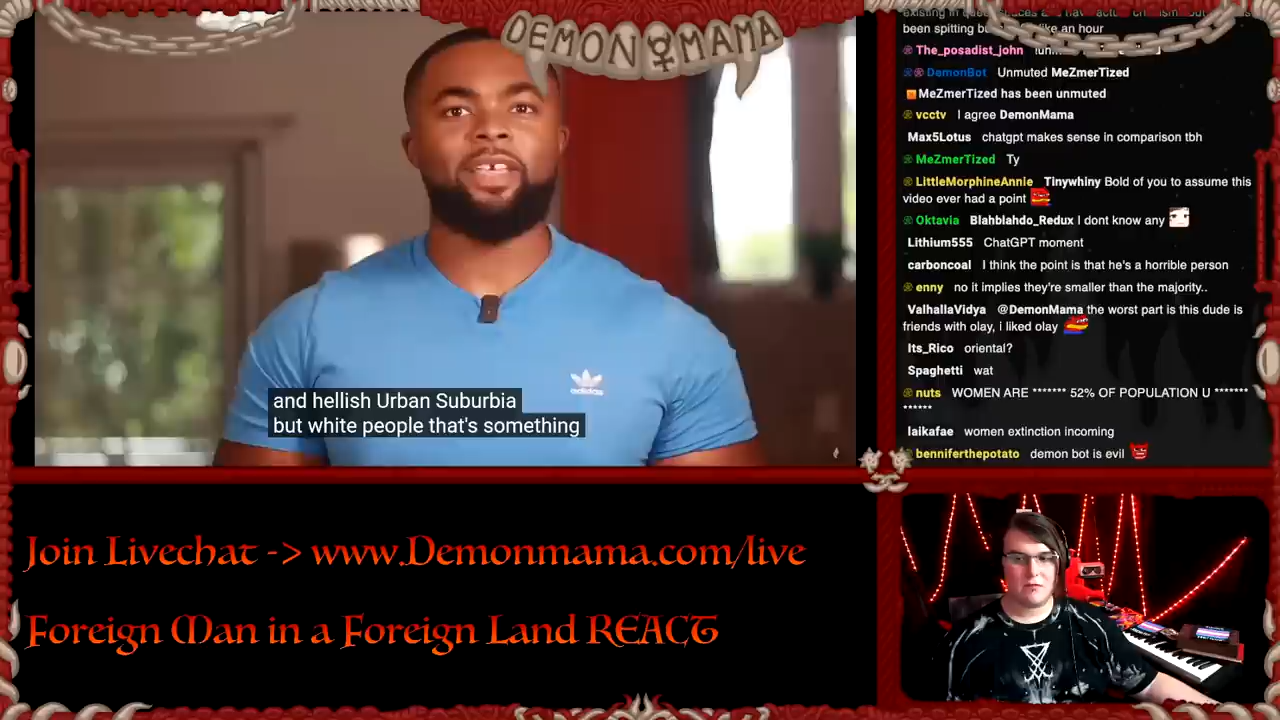 DEMON MAMA
been spitting
like an hour
The_posadist_john
DemonBot Unmuted MeZmerTized
MeZmerTized has been unmuted
vcctv I agree DemonMama
Max5Lotus chatgpt makes sense in comparison tbh
MeZmerTized Ty
LittleMorphineAnnie Tinywhiny Bold of you to assume this
video ever had a point
Oktavia Blahblahdo_Redux I dont know any
Lithium555 ChatGPT moment
carboncoal I think the point is that he's a horrible person
enny no it implies they're smaller than the majority..
ValhallaVidya @DemonMama the worst part is this dude is
friends with olay, i liked olay
Its_Rico oriental?
Spaghetti wat
nuts WOMEN ARE ******* 52% OF POPULATION U *******
******
laikafae women extinction incoming
benniferthepotato demon bot is evil
adidas
and hellish Urban Suburbia
but white people that's something
Join Livechat -> www.Demonmama.com/live
Foreign Man in a Foreign Land REACT